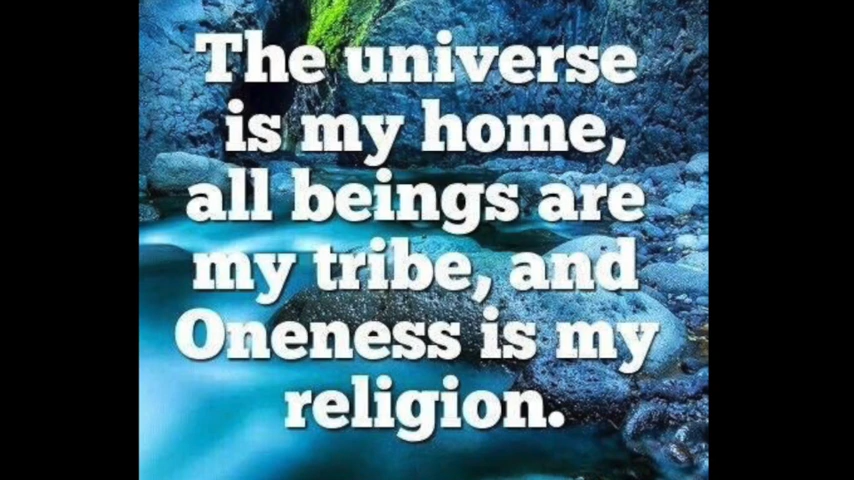 The universe
is my home,
all beings are
my tribe, and
Oneness is my
religion.